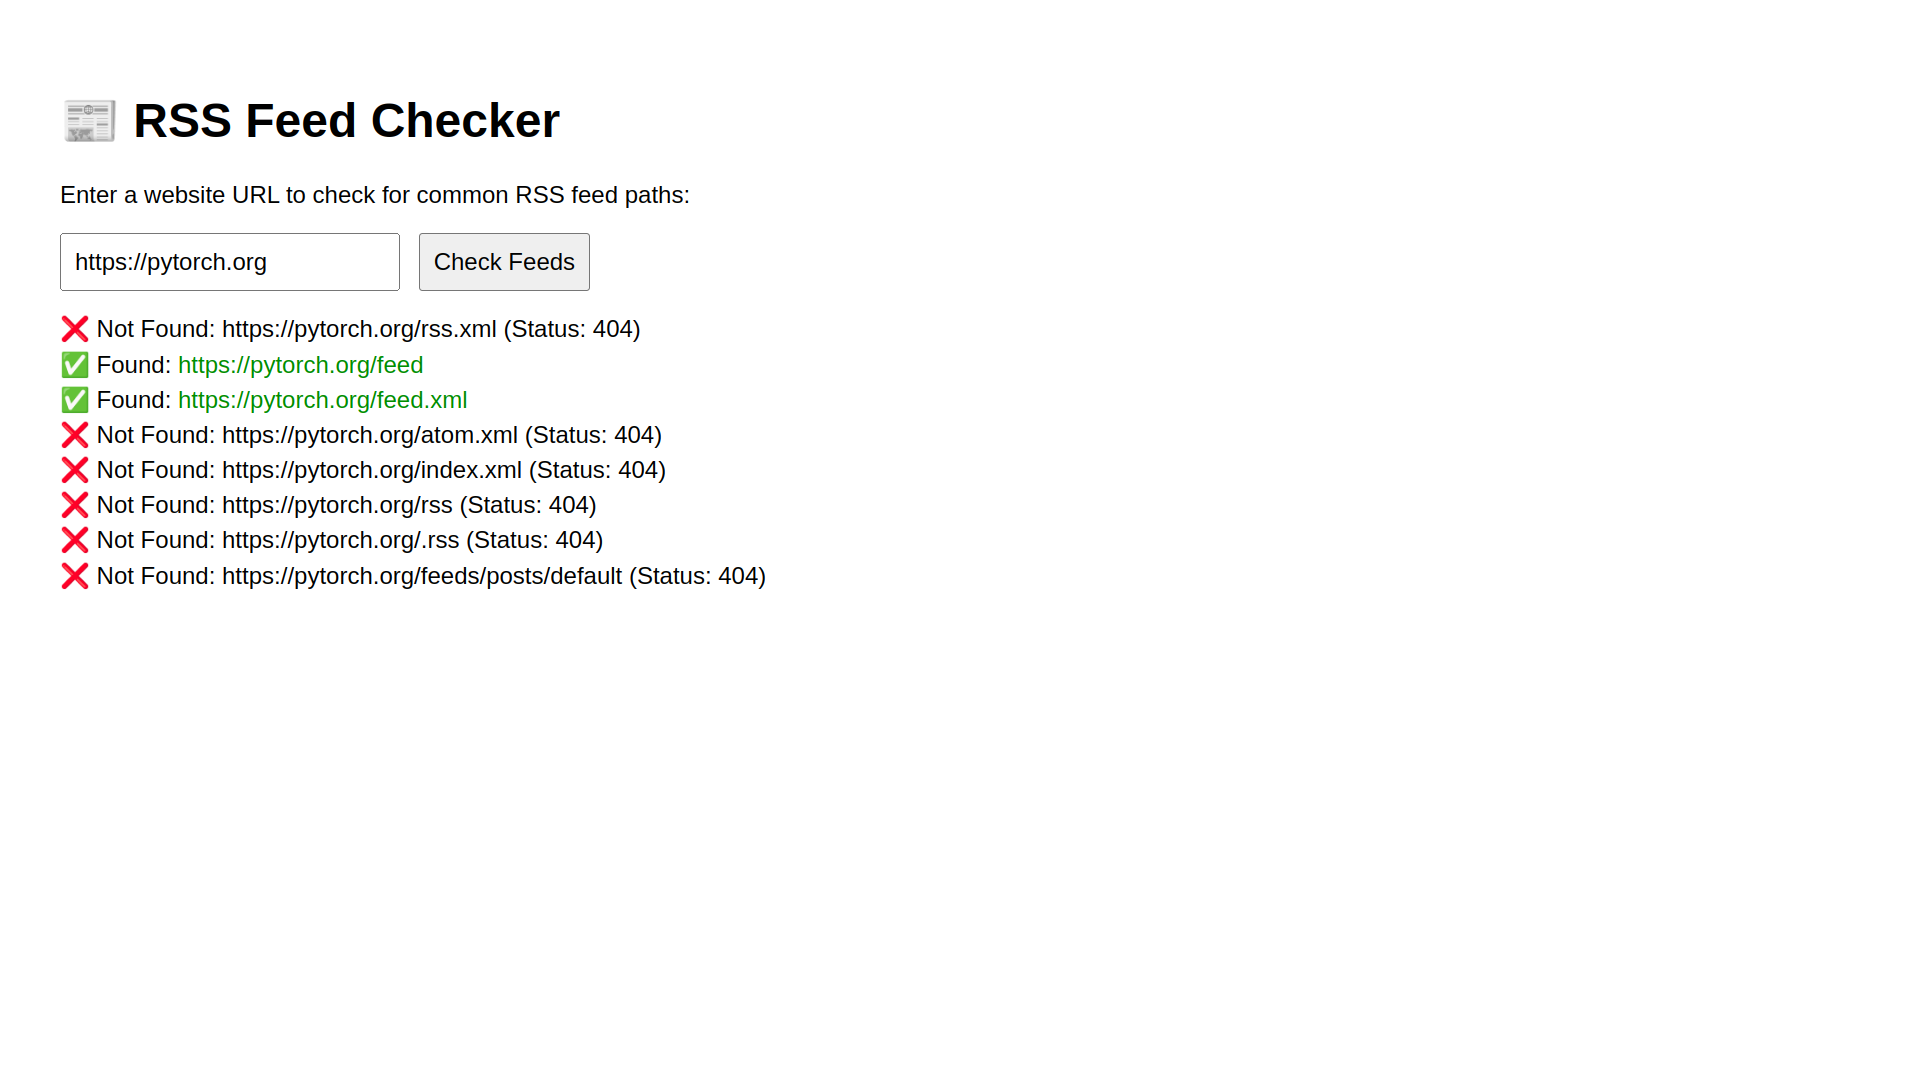 📰 RSS Feed Checker
Enter a website URL to check for common RSS feed paths:
https://pytorch.org
Check Feeds
❌ Not Found: https://pytorch.org/rss.xml (Status: 404)
✅ Found: https://pytorch.org/feed
✅ Found: https://pytorch.org/feed.xml
❌ Not Found: https://pytorch.org/atom.xml (Status: 404)
❌ Not Found: https://pytorch.org/index.xml (Status: 404)
❌ Not Found: https://pytorch.org/rss (Status: 404)
❌ Not Found: https://pytorch.org/.rss (Status: 404)
❌ Not Found: https://pytorch.org/feeds/posts/default (Status: 404)